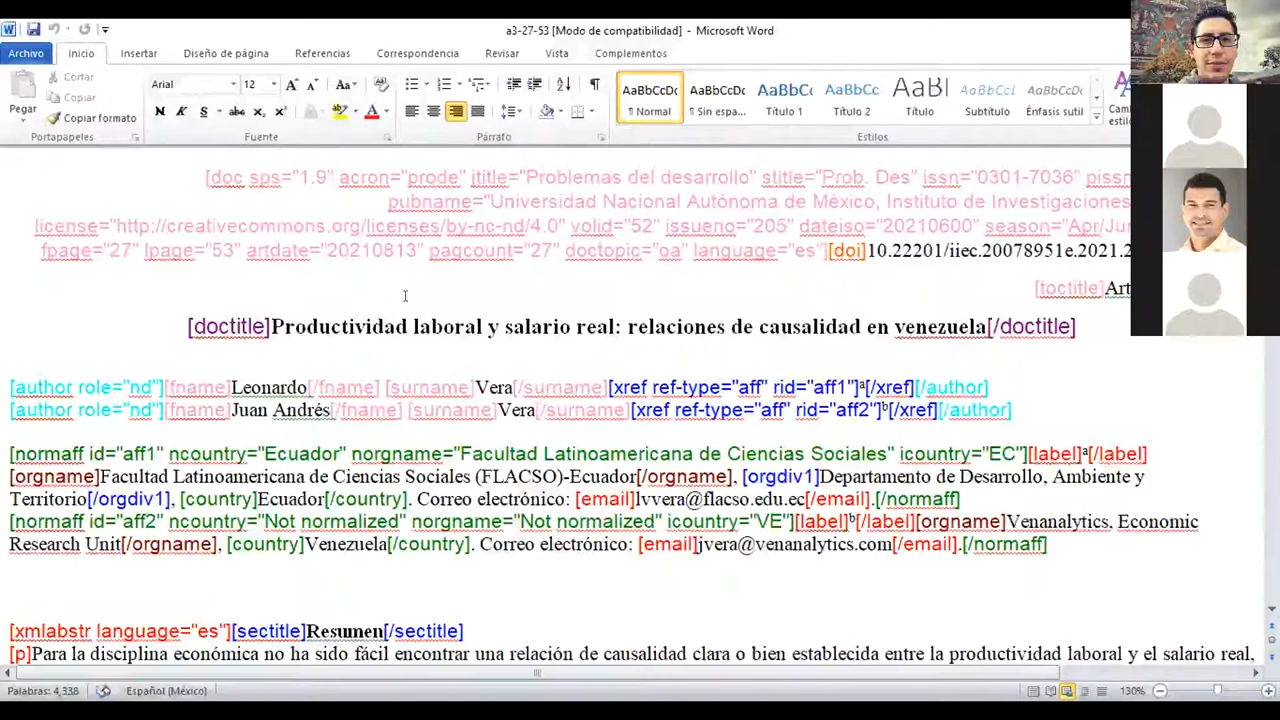 a3-27-53 [Modo de compatibilidad] - Microsoft Word
Archivo Inicio Insertar Diseño de página Referencias Correspondencia Revisar Vista Complementos
Cortar
Copiar
Copiar formato
Pegar
Arial 12
AaBbCcDc AaBbCcDc AaBbCc AaBbCc AaBl AaBbCcl AaBbCcDc
¶ Normal ¶ Sin espa... Título 1 Título 2 Título Subtítulo Énfasis sutil
Portapapeles Fuente Párrafo Estilos
[doc sps="1.9" acron="prode" jtitle="Problemas del desarrollo" stitle="Prob. Des" issn="0301-7036"
pubname="Universidad Nacional Autónoma de México, Instituto de Investigaciones
license="http://creativecommons.org/licenses/by-nc-nd/4.0" volid="52" issueno="205" dateiso="20210600" season="Apr/Ju
fpage="27" lpage="53" artdate="20210813" pagcount="27" doctopic="oa" language="es"][doi]10.22201/iiec.20078951e.2021.2
[toctitle]Art
[doctitle]Productividad laboral y salario real: relaciones de causalidad en venezuela[/doctitle]
[author role="nd"][fname]Leonardo[/fname] [surname]Vera[/surname][xref ref-type="aff" rid="aff1"]a[/xref][/author]
[author role="nd"][fname]Juan Andrés[/fname] [surname]Vera[/surname][xref ref-type="aff" rid="aff2"]b[/xref][/author]
[normaff id="aff1" ncountry="Ecuador" norgname="Facultad Latinoamericana de Ciencias Sociales" icountry="EC"][label]a[/label]
[orgname]Facultad Latinoamericana de Ciencias Sociales (FLACSO)-Ecuador[/orgname], [orgdiv1]Departamento de Desarrollo, Ambiente y
Territorio[/orgdiv1], [country]Ecuador[/country]. Correo electrónico: [email]lvvera@flacso.edu.ec[/email].[/normaff]
[normaff id="aff2" ncountry="Not normalized" norgname="Not normalized" icountry="VE"][label]b[/label][orgname]Venanalytics. Economic
Research Unit[/orgname], [country]Venezuela[/country]. Correo electrónico: [email]jvera@venanalytics.com[/email].[/normaff]
[xmlabstr language="es"][sectitle]Resumen[/sectitle]
[p]Para la disciplina económica no ha sido fácil encontrar una relación de causalidad clara o bien establecida entre la productividad laboral y el salario real,
Palabras: 4,338 Español (México) 130%